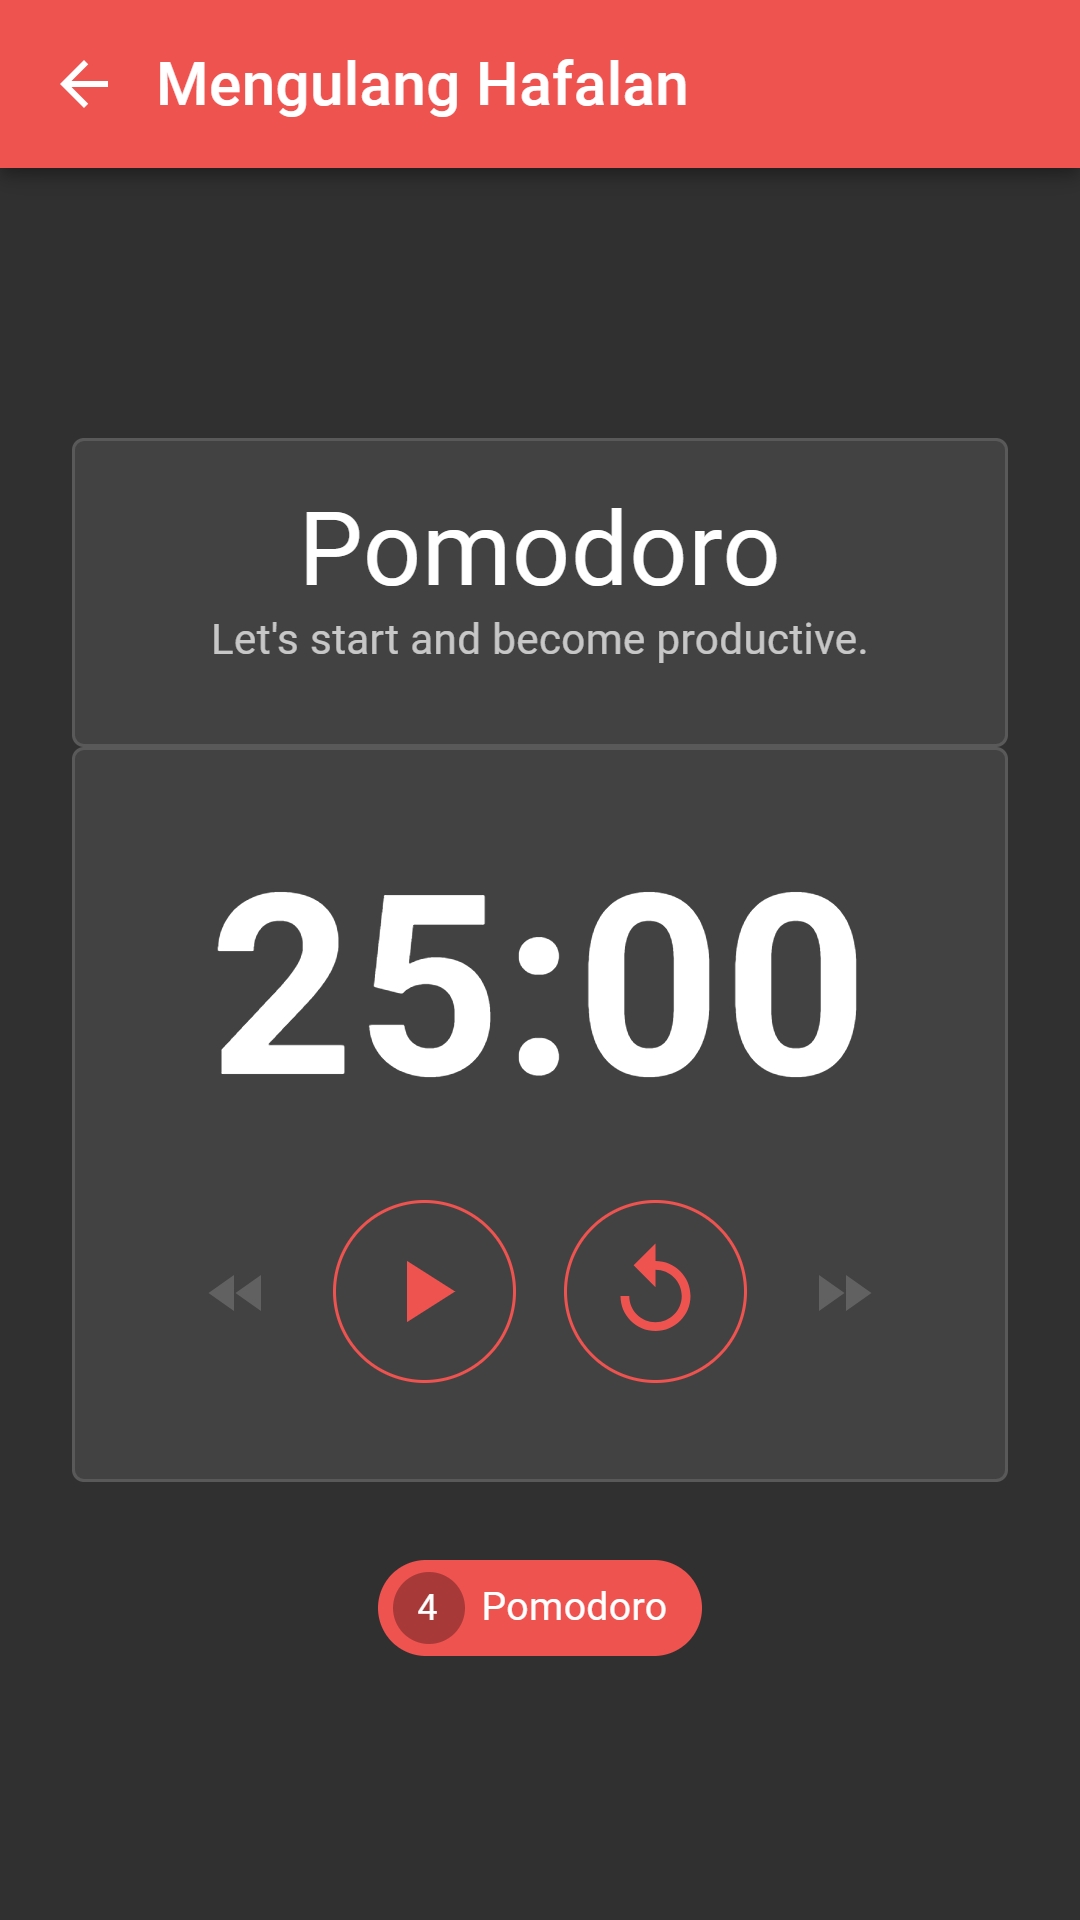 Mengulang Hafalan
Pomodoro
Let's start and become productive.
25:00
4 Pomodoro